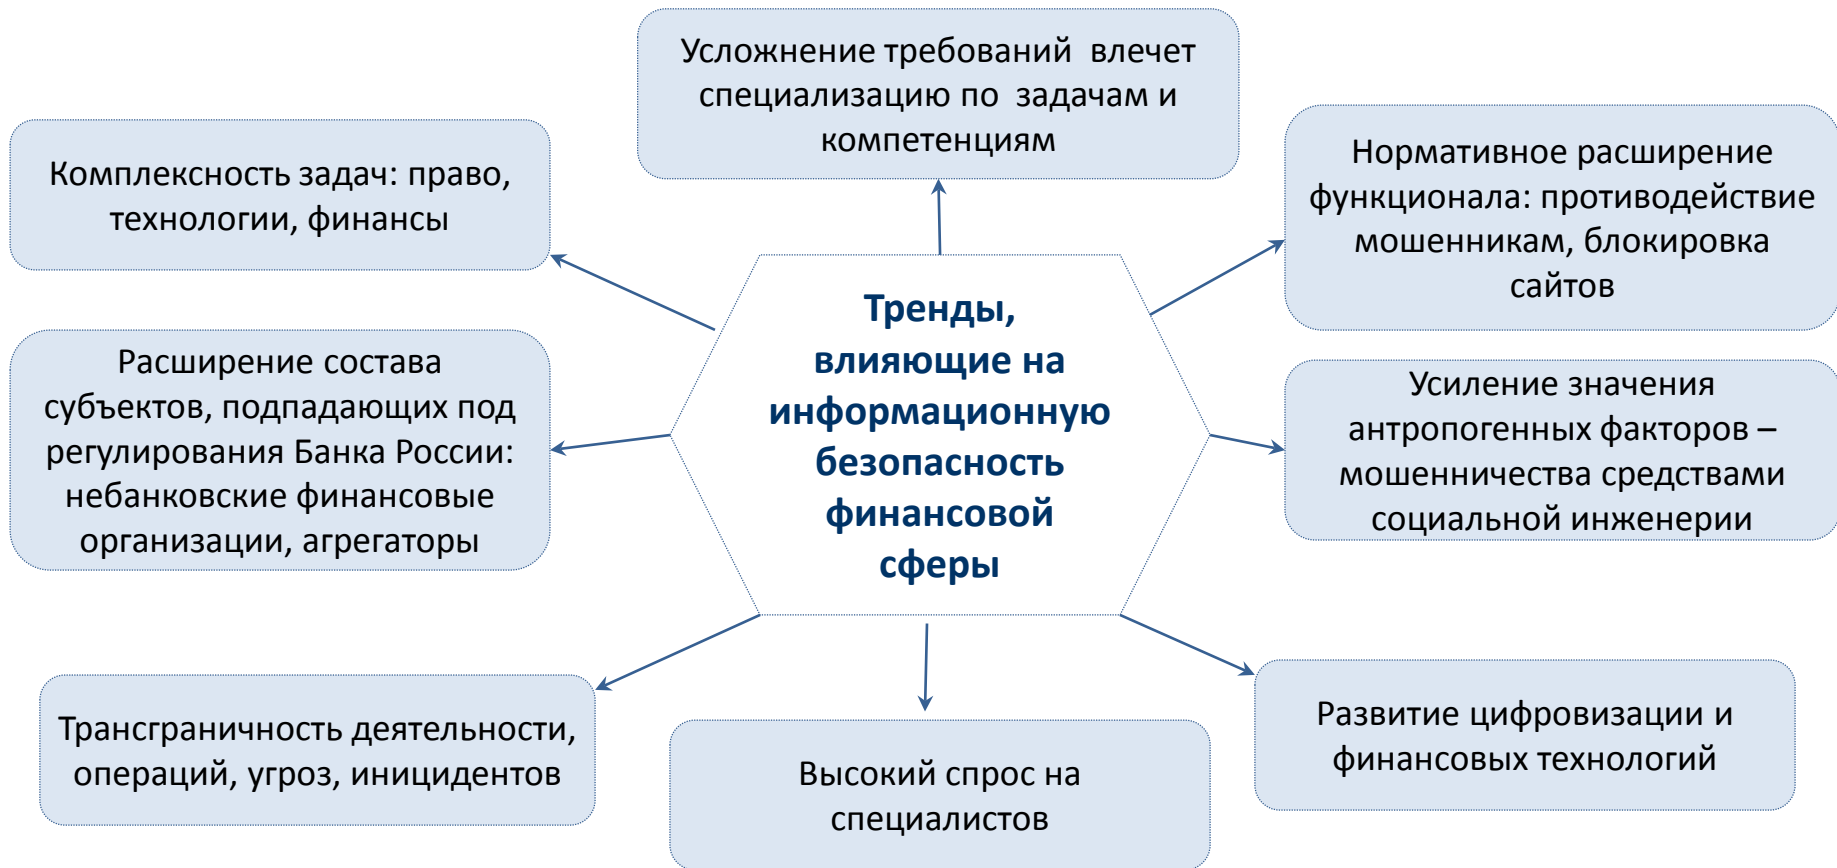 Усложнение требований влечет
специализацию по задачам и
компетенциям
Комплексность задач: право,
технологии, финансы
Нормативное расширение
функционала: противодействие
мошенникам, блокировка
сайтов
Тренды,
влияющие на
информационную
безопасность
финансовой
сферы
Расширение состава
субъектов, подпадающих под
регулирования Банка России:
небанковские финансовые
организации, агрегаторы
Усиление значения
антропогенных факторов –
мошенничества средствами
социальной инженерии
Трансграничность деятельности,
операций, угроз, иницидентов
Высокий спрос на
специалистов
Развитие цифровизации и
финансовых технологий